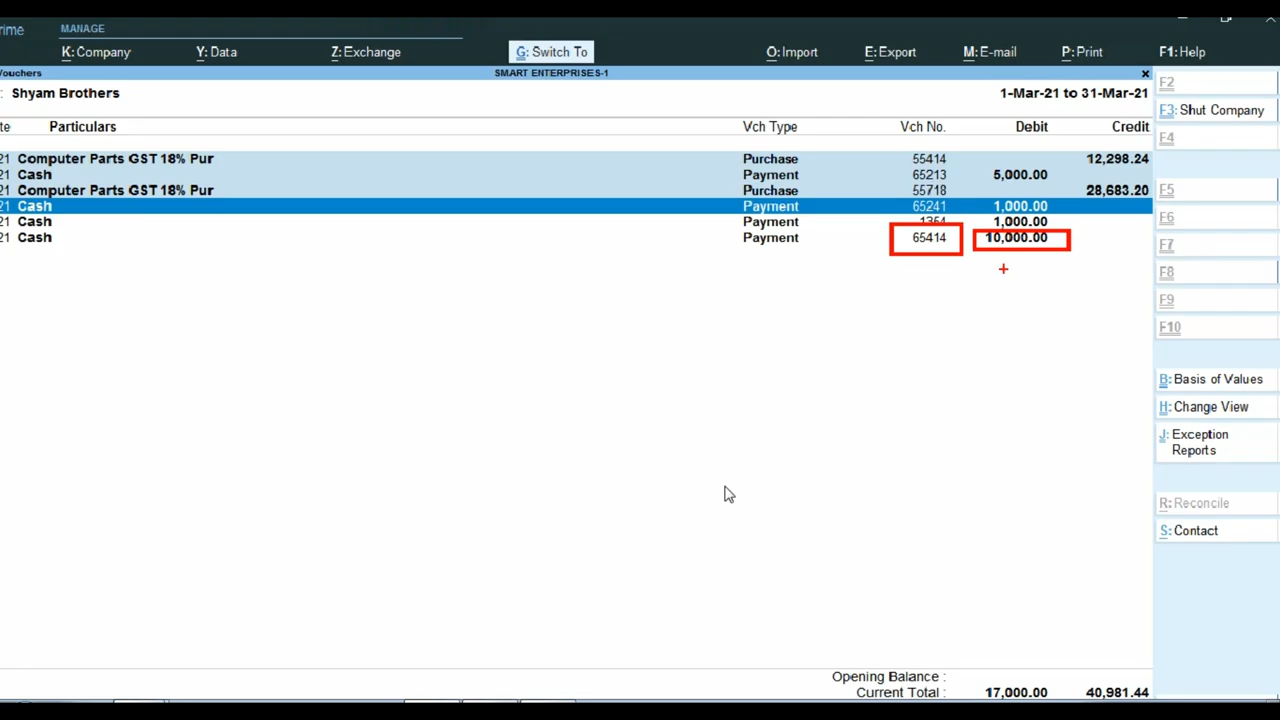 rime MANAGE
K: Company Y: Data Z: Exchange G: Switch To O: Import E: Export M: E-mail P: Print F1: Help
Vouchers SMART ENTERPRISES-1 ×
: Shyam Brothers 1-Mar-21 to 31-Mar-21
te Particulars Vch Type Vch No. Debit Credit
21 Computer Parts GST 18% Pur Purchase 55414 12,298.24
21 Cash Payment 65213 5,000.00
21 Computer Parts GST 18% Pur Purchase 55718 28,683.20
21 Cash Payment 65241 1,000.00
21 Cash Payment 1354 1,000.00
21 Cash Payment 65414 10,000.00
Opening Balance :
Current Total : 17,000.00 40,981.44
F2
F3: Shut Company
F4
F5
F6
F7
F8
F9
F10
B: Basis of Values
H: Change View
J: Exception
Reports
R: Reconcile
S: Contact